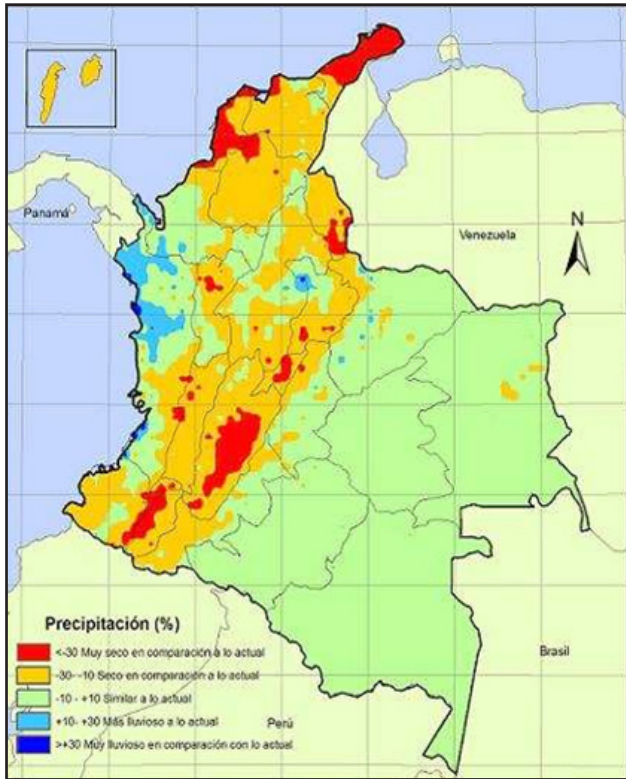 Panamá
Venezuela
N
Precipitación (%)
<-30 Muy seco en comparación a lo actual
-30- -10 Seco en comparación a lo actual
-10 - +10 Similar a lo actual
+10- +30 Más lluvioso a lo actual
>+30 Muy lluvioso en comparación con lo actual
Perú
Brasil